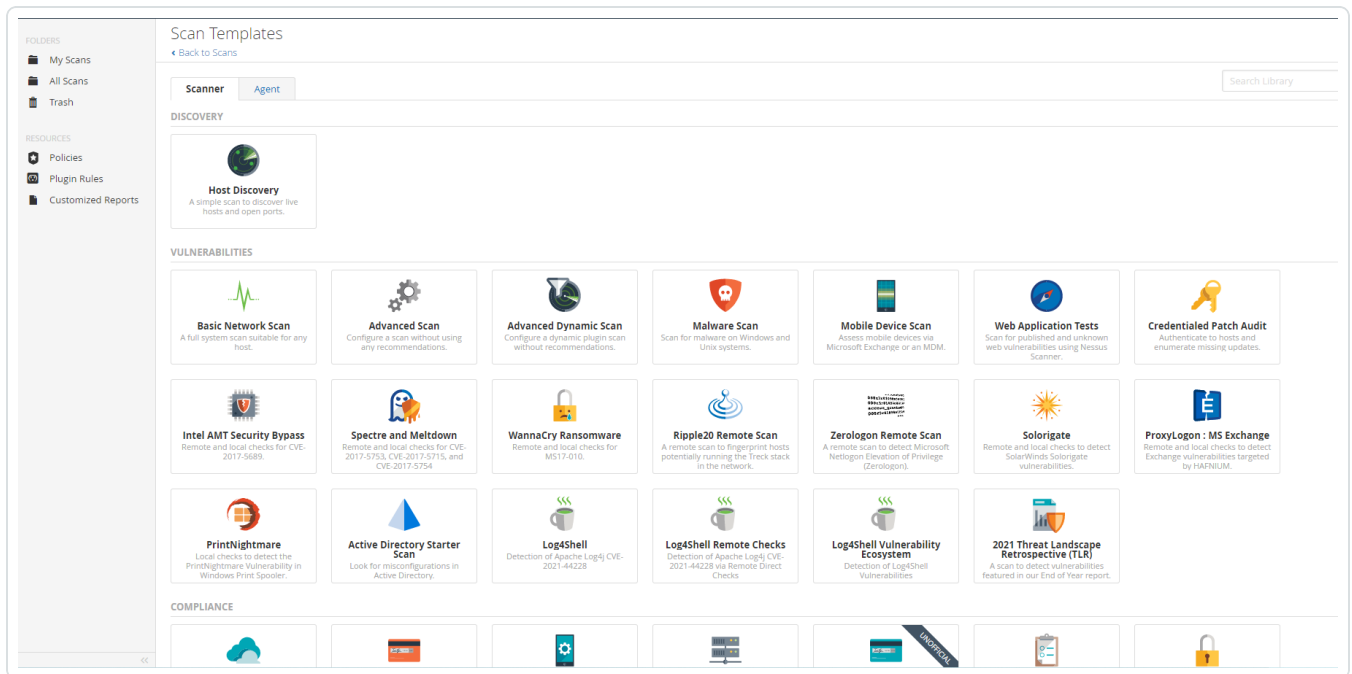 FOLDERS
My Scans
All Scans
Trash
RESOURCES
Policies
Plugin Rules
Customized Reports
Scan Templates
Back to Scans
Scanner
Agent
Search Library
DISCOVERY
Host Discovery
A simple scan to discover live
hosts and open ports.
VULNERABILITIES
Basic Network Scan
A full system scan suitable for any
host.
Advanced Scan
Configure a scan without using
any recommendations.
Advanced Dynamic Scan
Configure a dynamic plugin scan
without recommendations.
Malware Scan
Scan for malware on Windows and
Unix systems.
Mobile Device Scan
Assess mobile devices via
Microsoft Exchange or an MDM.
Web Application Tests
Scan for published and unknown
web vulnerabilities using Nessus
Scanner.
Credentialed Patch Audit
Authenticate to hosts and
enumerate missing updates.
Intel AMT Security Bypass
Remote and local checks for CVE-
2017-5689.
Spectre and Meltdown
Remote and local checks for CVE-
2017-5753, CVE-2017-5715, and
CVE-2017-5754
WannaCry Ransomware
Remote and local checks for
MS17-010.
Ripple20 Remote Scan
A remote scan to fingerprint hosts
potentially running the Treck stack
in the network.
Zerologon Remote Scan
A remote scan to detect Microsoft
Netlogon Elevation of Privilege
(Zerologon).
Solorigate
Remote and local checks to detect
SolarWinds Solorigate
vulnerabilities.
ProxyLogon : MS Exchange
Remote and local checks to detect
Exchange vulnerabilities targeted
by HAFNIUM.
PrintNightmare
Local checks to detect the
PrintNightmare Vulnerability in
Windows Print Spooler.
Active Directory Starter
Scan
Look for misconfigurations in
Active Directory.
Log4Shell
Detection of Apache Log4j CVE-
2021-44228
Log4Shell Remote Checks
Detection of Apache Log4j CVE-
2021-44228 via Remote Direct
Checks
Log4Shell Vulnerability
Ecosystem
Detection of Log4Shell
Vulnerabilities
2021 Threat Landscape
Retrospective (TLR)
A scan to detect vulnerabilities
featured in our End of Year report.
COMPLIANCE
UNOFFICIAL